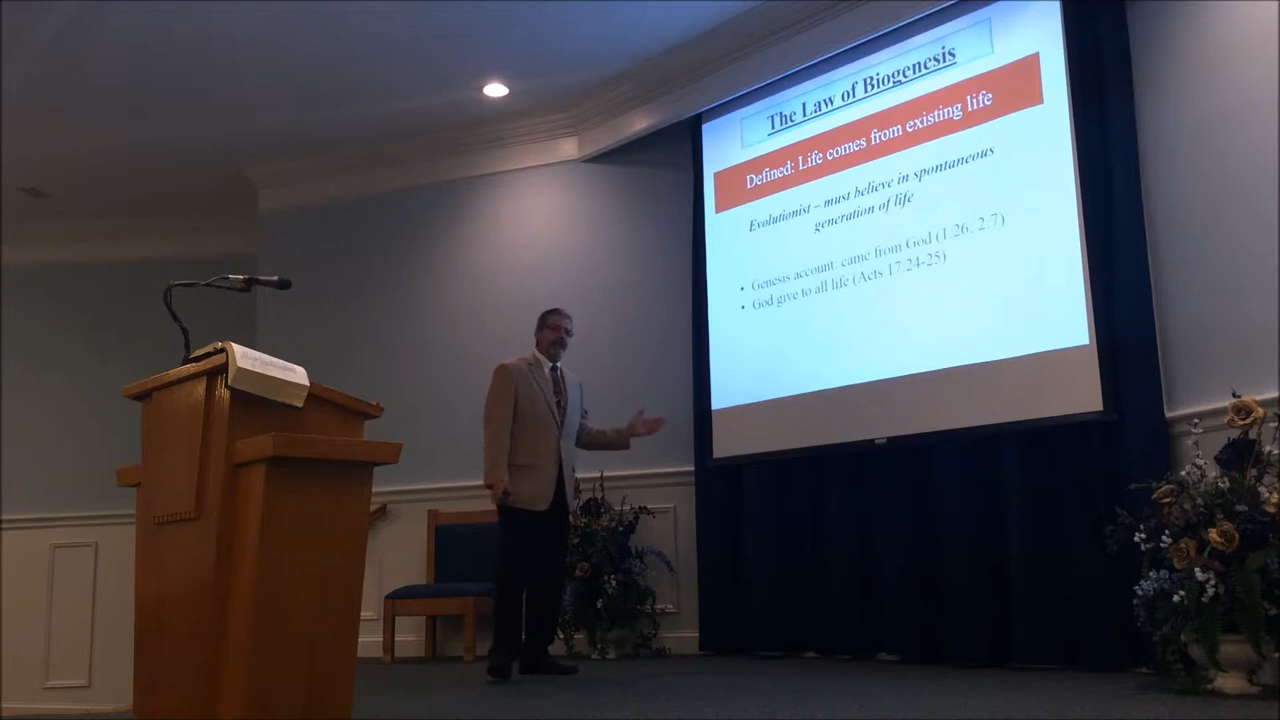 The Law of Biogenesis
Defined: Life comes from existing life
Evolutionist – must believe in spontaneous
generation of life
• Genesis account: came from God (1:26; 2:7)
• God give to all life (Acts 17:24-25)